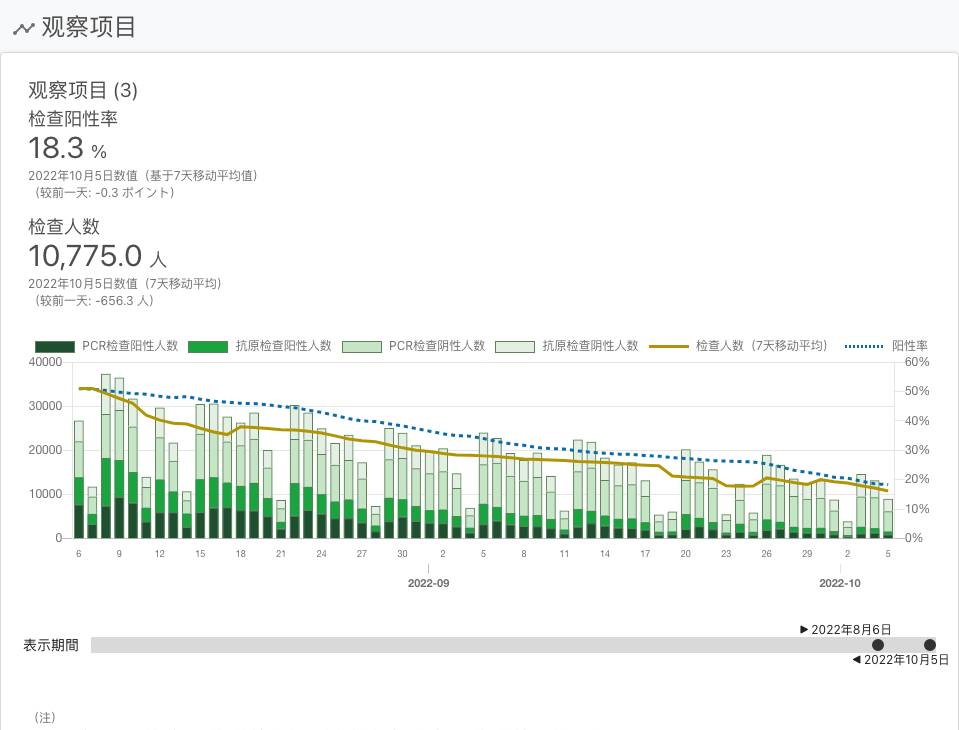 观察项目
观察项目 (3)
检查阳性率
18.3 %
2022年10月5日数值（基于7天移动平均值）
（较前一天: -0.3 ポイント）
检查人数
10,775.0 人
2022年10月5日数值（7天移动平均）
（较前一天: -656.3 人）
PCR检查阳性人数 抗原检查阳性人数 PCR检查阴性人数 抗原检查阴性人数 检查人数（7天移动平均） 阳性率
40000 60%
50%
30000
40%
20000 30%
20%
10000
10%
0 0%
6 9 12 15 18 21 24 27 30 2 5 8 11 14 17 20 23 26 29 2 5
2022-09 2022-10
▶ 2022年8月6日
表示期間
◀ 2022年10月5日
（注）